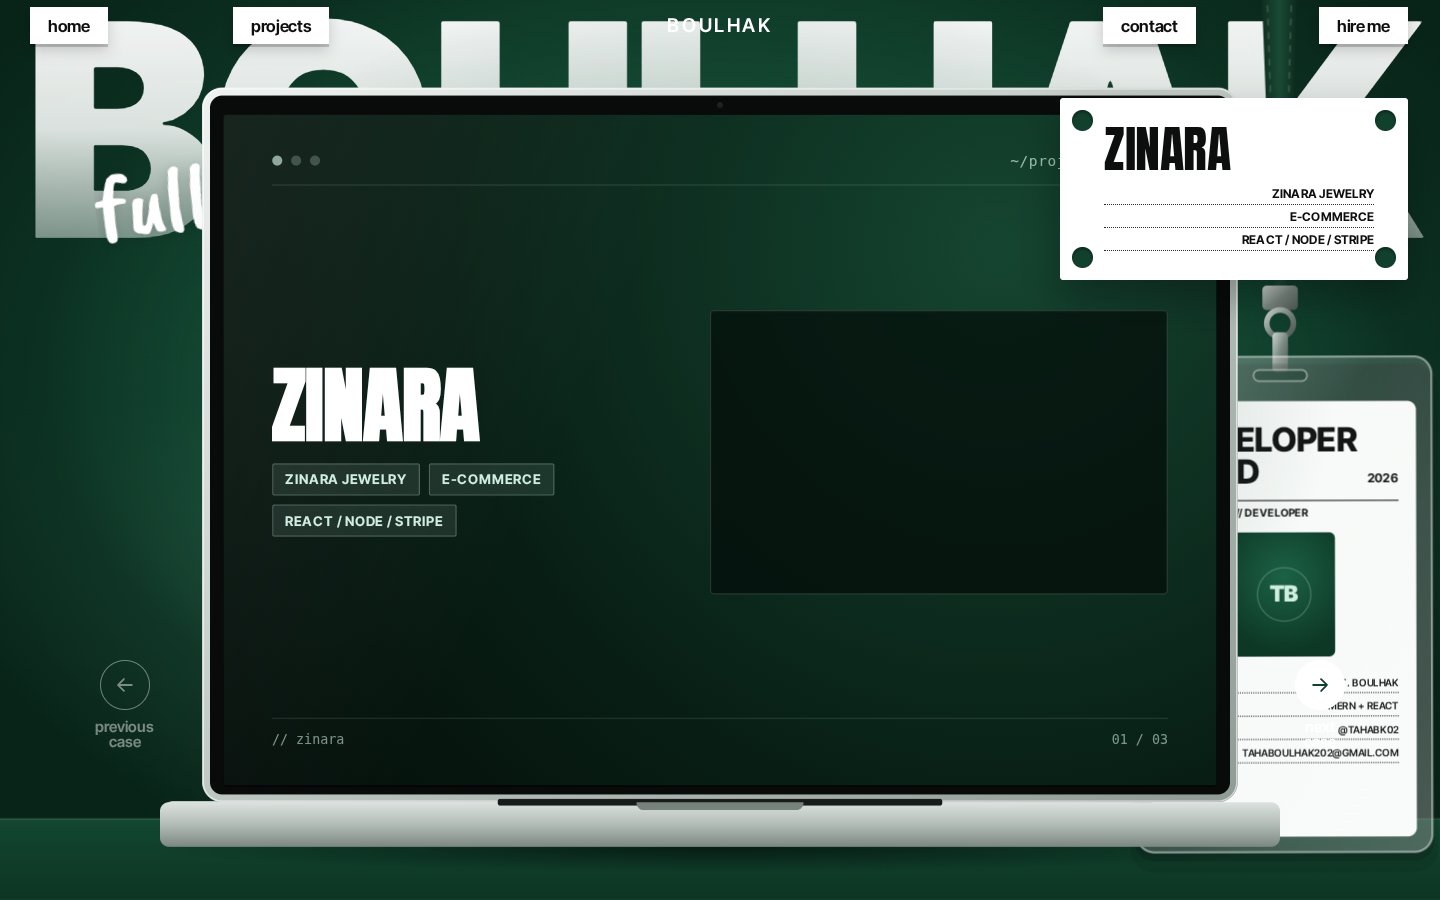 home
projects
BOULHAK
contact
hire me
BOULHAK
full
~/proj
ZINARA
ZINARA JEWELRY
E-COMMERCE
REACT / NODE / STRIPE
ZINARA
ZINARA JEWELRY
E-COMMERCE
REACT / NODE / STRIPE
// zinara
01 / 03
previous
case
ELOPER
D
2026
// DEVELOPER
TB
. BOULHAK
MERN + REACT
@TAHABK02
TAHABOULHAK202@GMAIL.COM